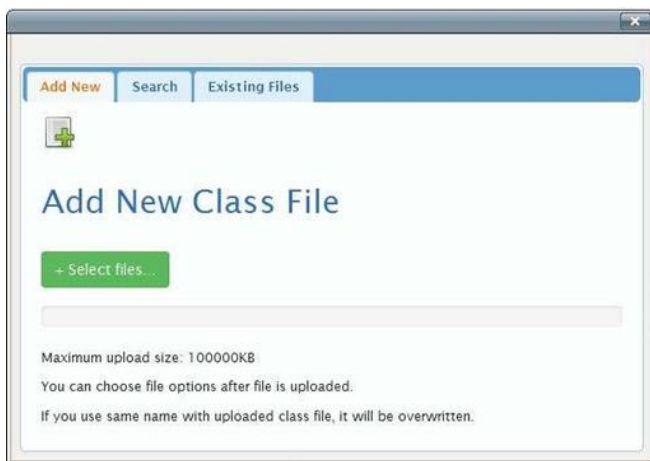 Add New
Search
Existing Files
Add New Class File
+ Select files...
Maximum upload size: 100000KB
You can choose file options after file is uploaded.
If you use same name with uploaded class file, it will be overwritten.